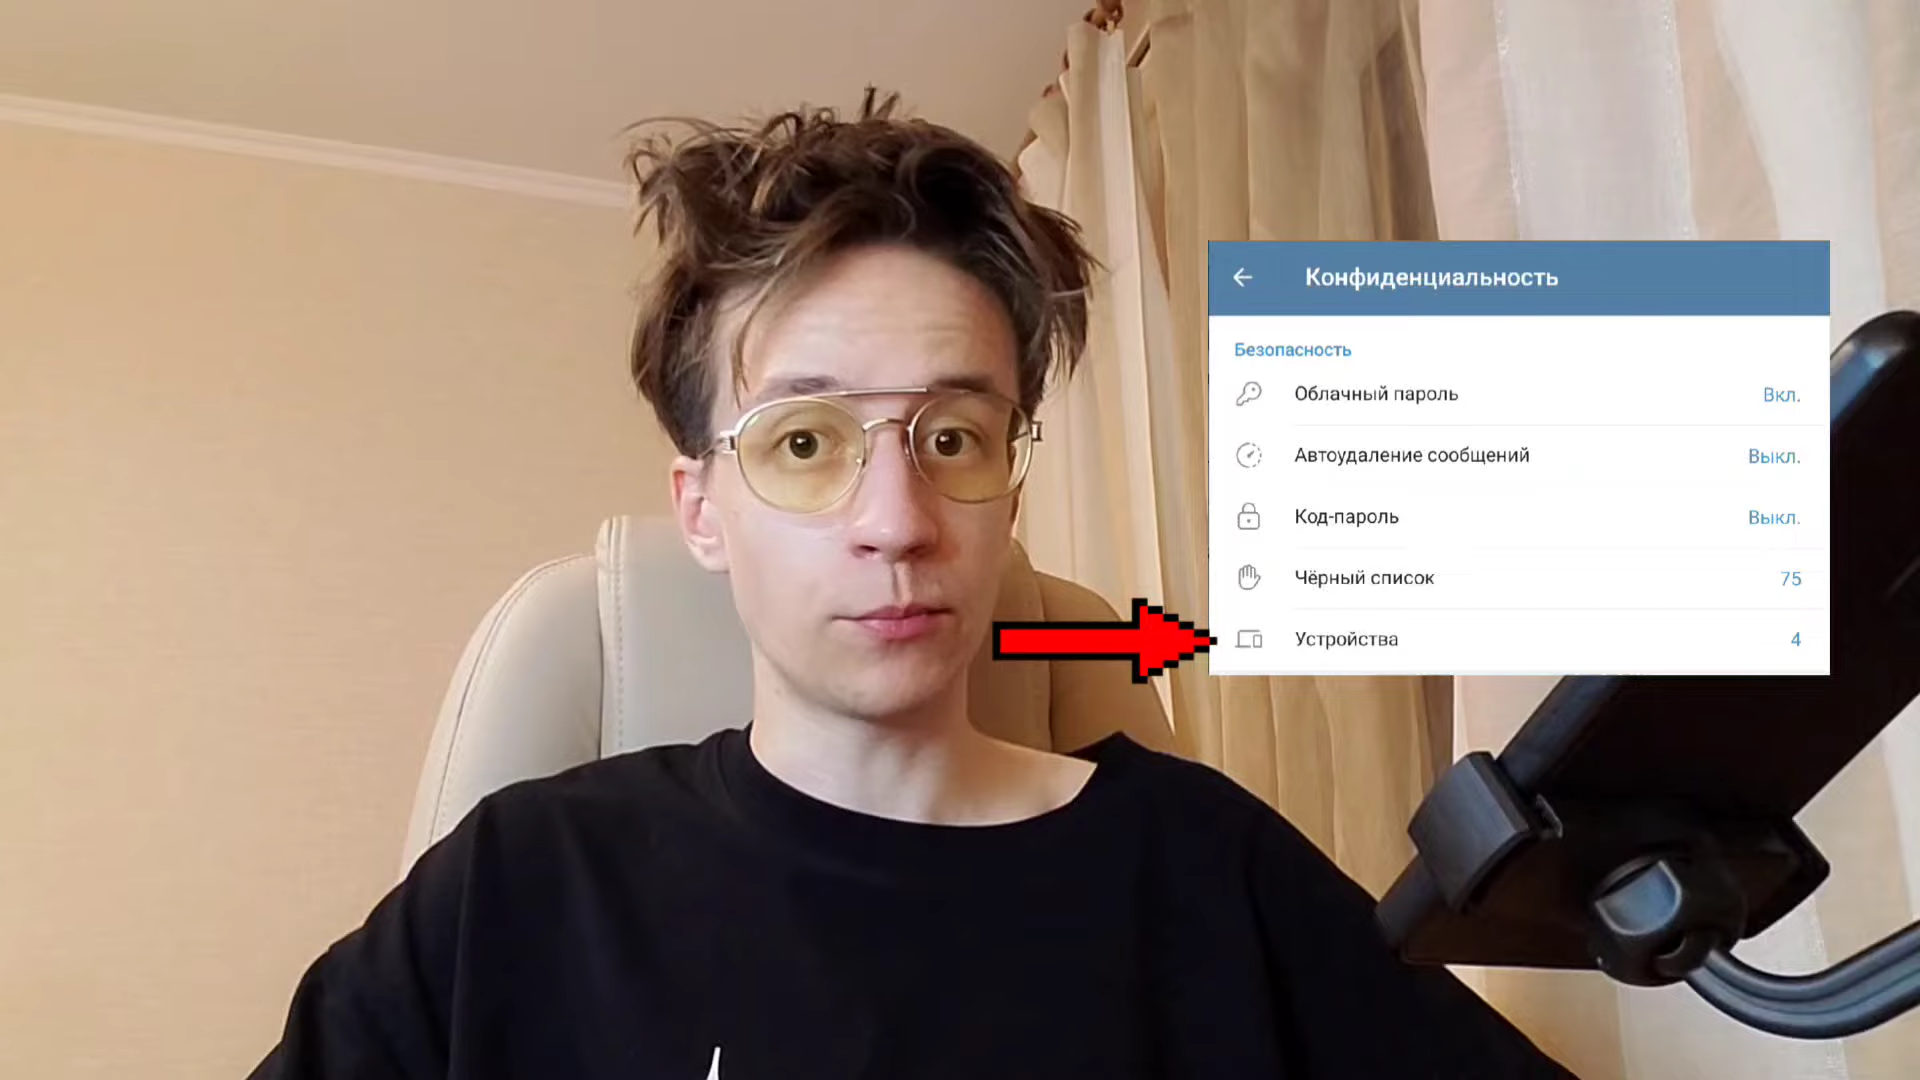 Конфиденциальность
Безопасность
Облачный пароль Вкл.
Автоудаление сообщений Выкл.
Код-пароль Выкл.
Чёрный список 75
Устройства 4